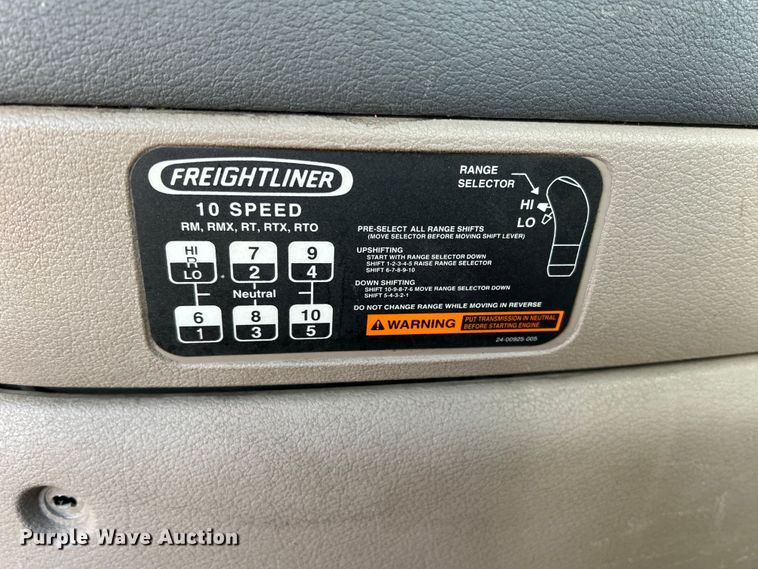 FREIGHTLINER
10 SPEED
RM, RMX, RT, RTX, RTO
HI
R
LO
7
2
9
4
Neutral
6
1
8
3
10
5
RANGE
SELECTOR
HI
LO
PRE-SELECT ALL RANGE SHIFTS
(MOVE SELECTOR BEFORE MOVING SHIFT LEVER)
UPSHIFTING
START WITH RANGE SELECTOR DOWN
SHIFT 1-2-3-4-5 RAISE RANGE SELECTOR
SHIFT 6-7-8-9-10
DOWN SHIFTING
SHIFT 10-9-8-7-6 MOVE RANGE SELECTOR DOWN
SHIFT 5-4-3-2-1
DO NOT CHANGE RANGE WHILE MOVING IN REVERSE
WARNING
PUT TRANSMISSION IN NEUTRAL
BEFORE STARTING ENGINE
24-00925-005
Purple Wave Auction